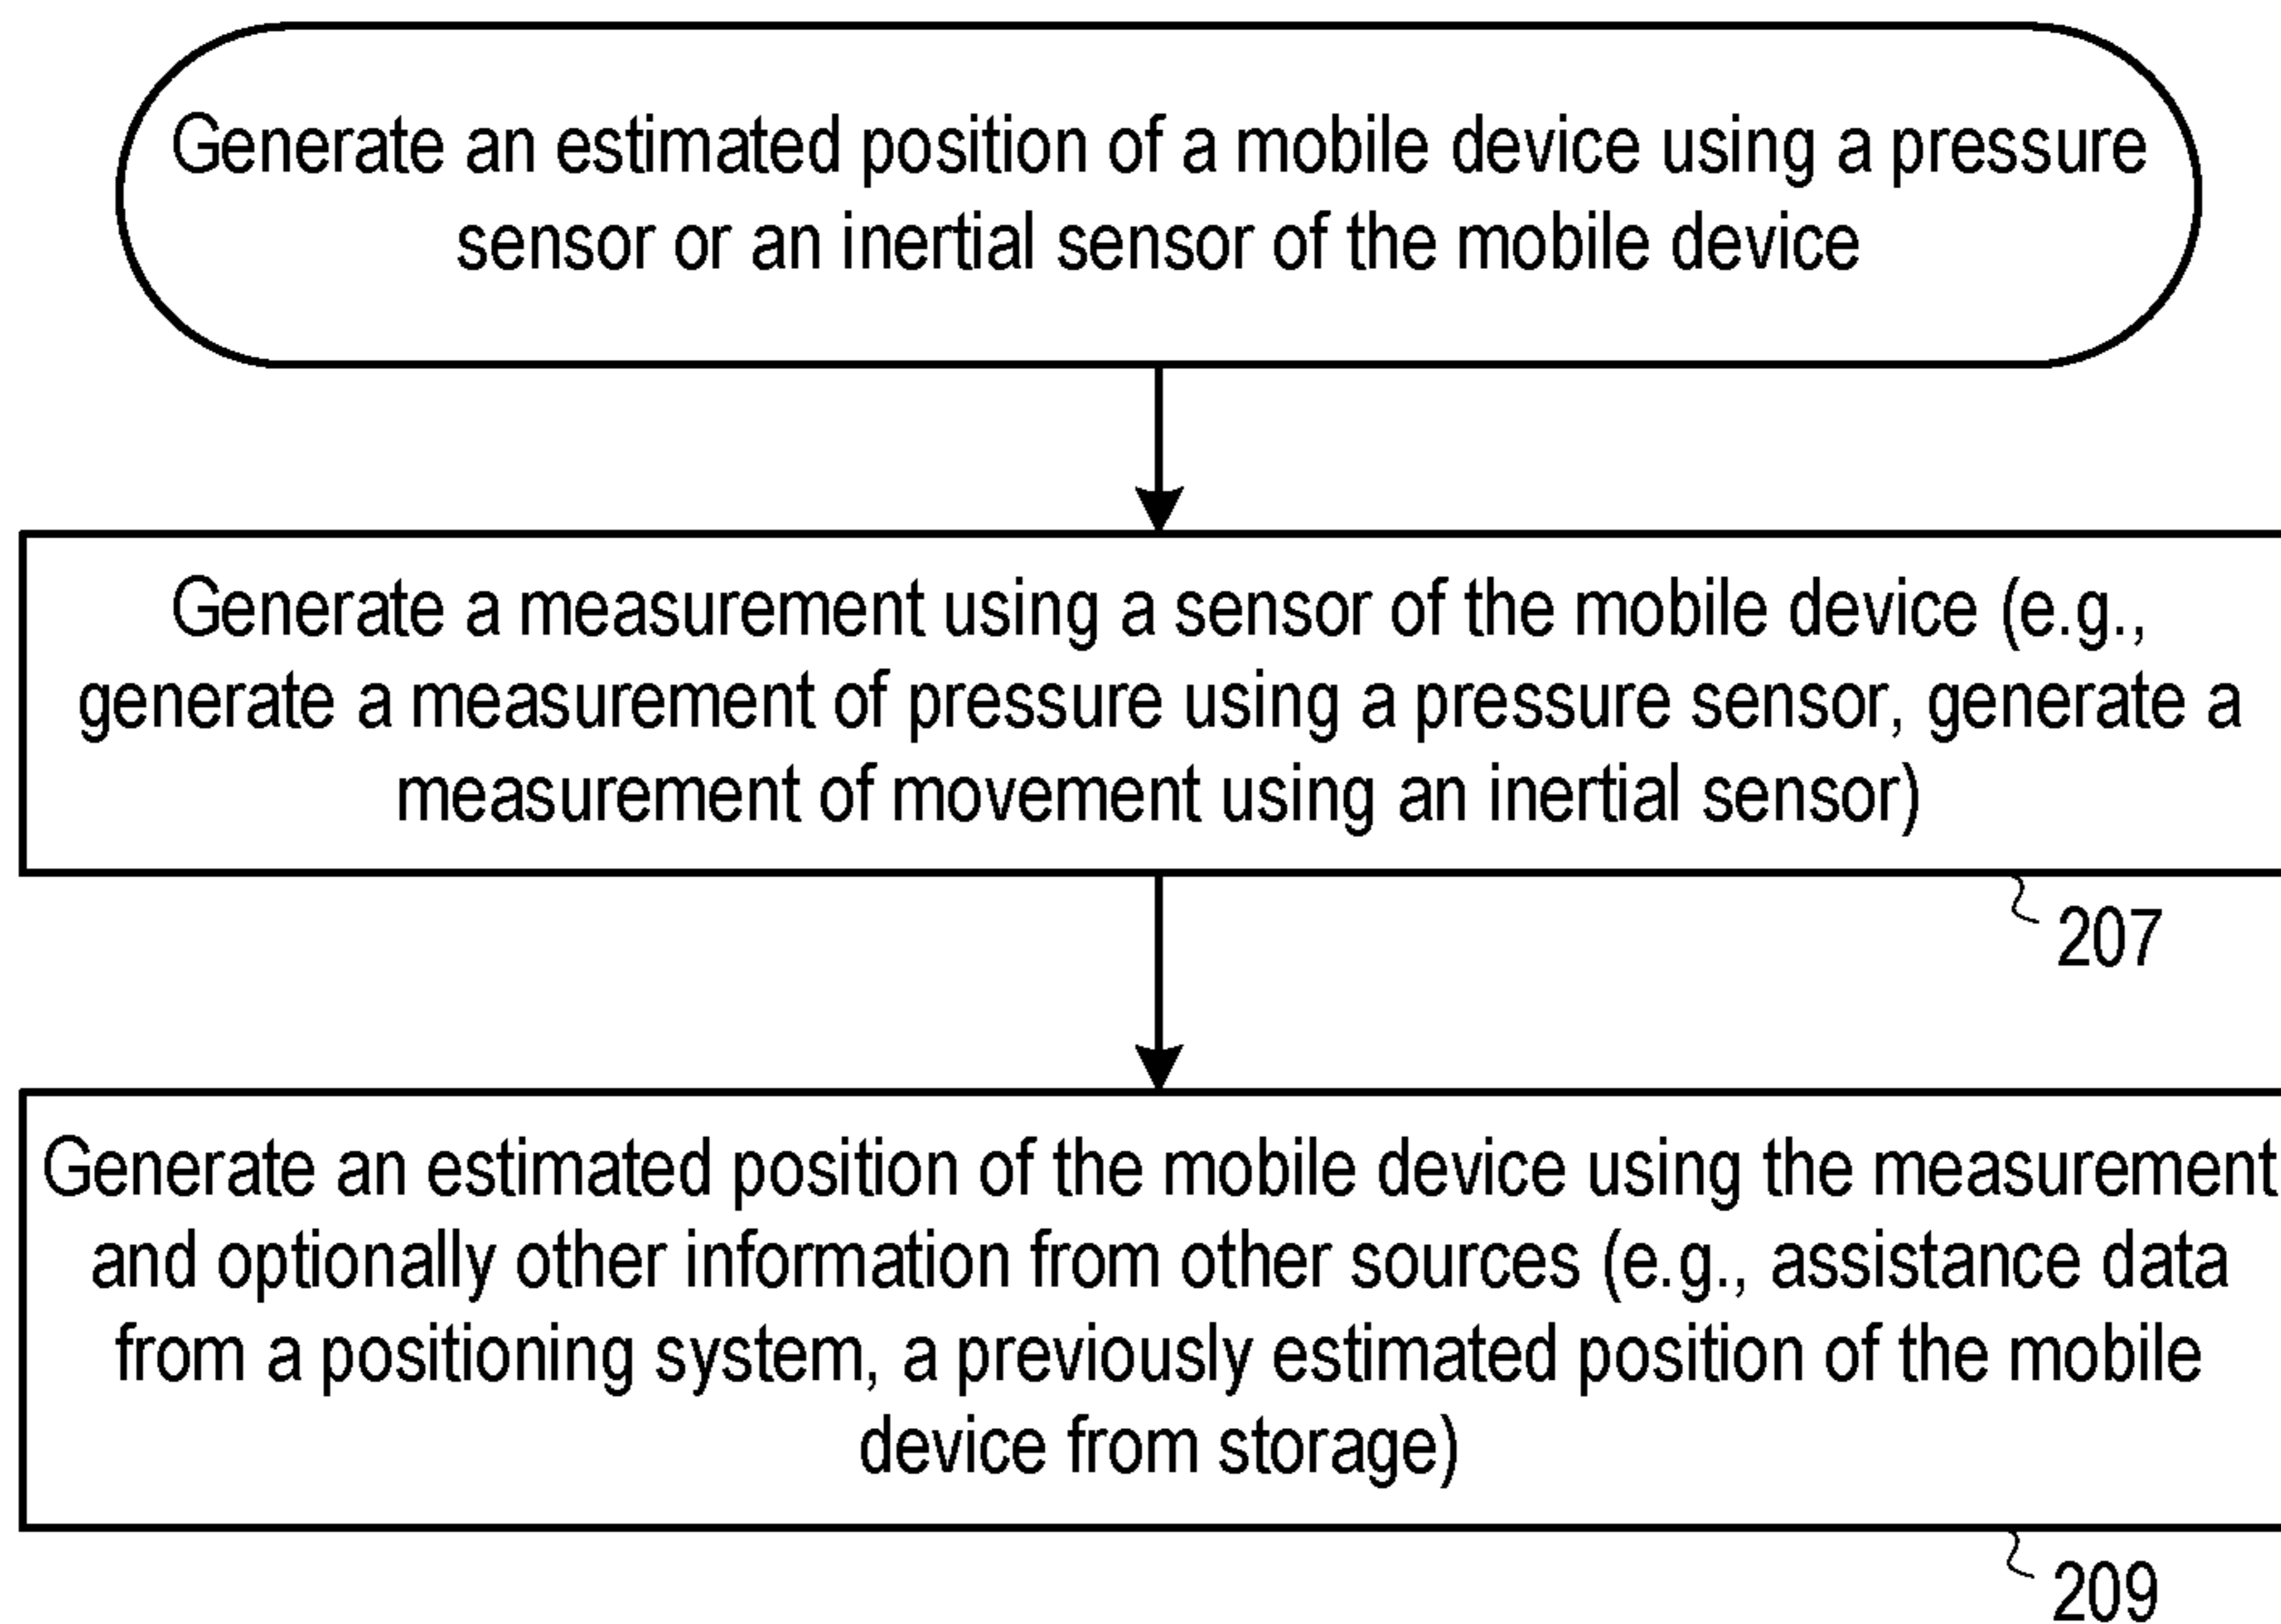 Generate an estimated position of a mobile device using a pressure
sensor or an inertial sensor of the mobile device
Generate a measurement using a sensor of the mobile device (e.g.,
generate a measurement of pressure using a pressure sensor, generate a
measurement of movement using an inertial sensor)
207
Generate an estimated position of the mobile device using the measurement
and optionally other information from other sources (e.g., assistance data
from a positioning system, a previously estimated position of the mobile
device from storage)
209